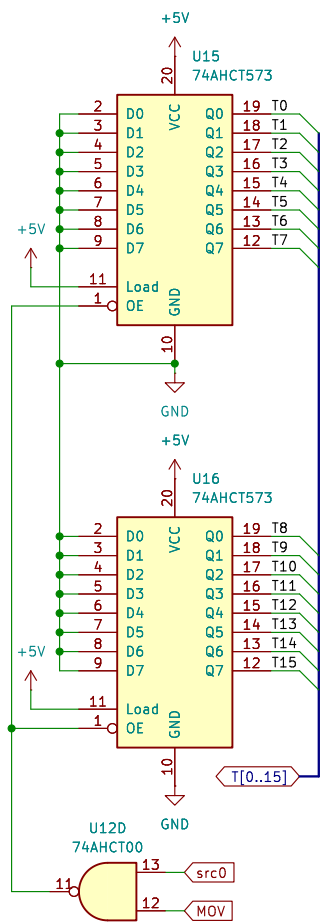 +5V
U15
74AHCT573
20
VCC
2 D0 Q0 19 T0
3 D1 Q1 18 T1
4 D2 Q2 17 T2
5 D3 Q3 16 T3
6 D4 Q4 15 T4
7 D5 Q5 14 T5
8 D6 Q6 13 T6
9 D7 Q7 12 T7
+5V
11 Load
1 OE
GND
10
GND
+5V
U16
74AHCT573
20
VCC
2 D0 Q0 19 T8
3 D1 Q1 18 T9
4 D2 Q2 17 T10
5 D3 Q3 16 T11
6 D4 Q4 15 T12
7 D5 Q5 14 T13
8 D6 Q6 13 T14
9 D7 Q7 12 T15
+5V
11 Load
1 OE
GND
10
T[0..15]
GND
U12D
74AHCT00
13 src0
11
12 MOV